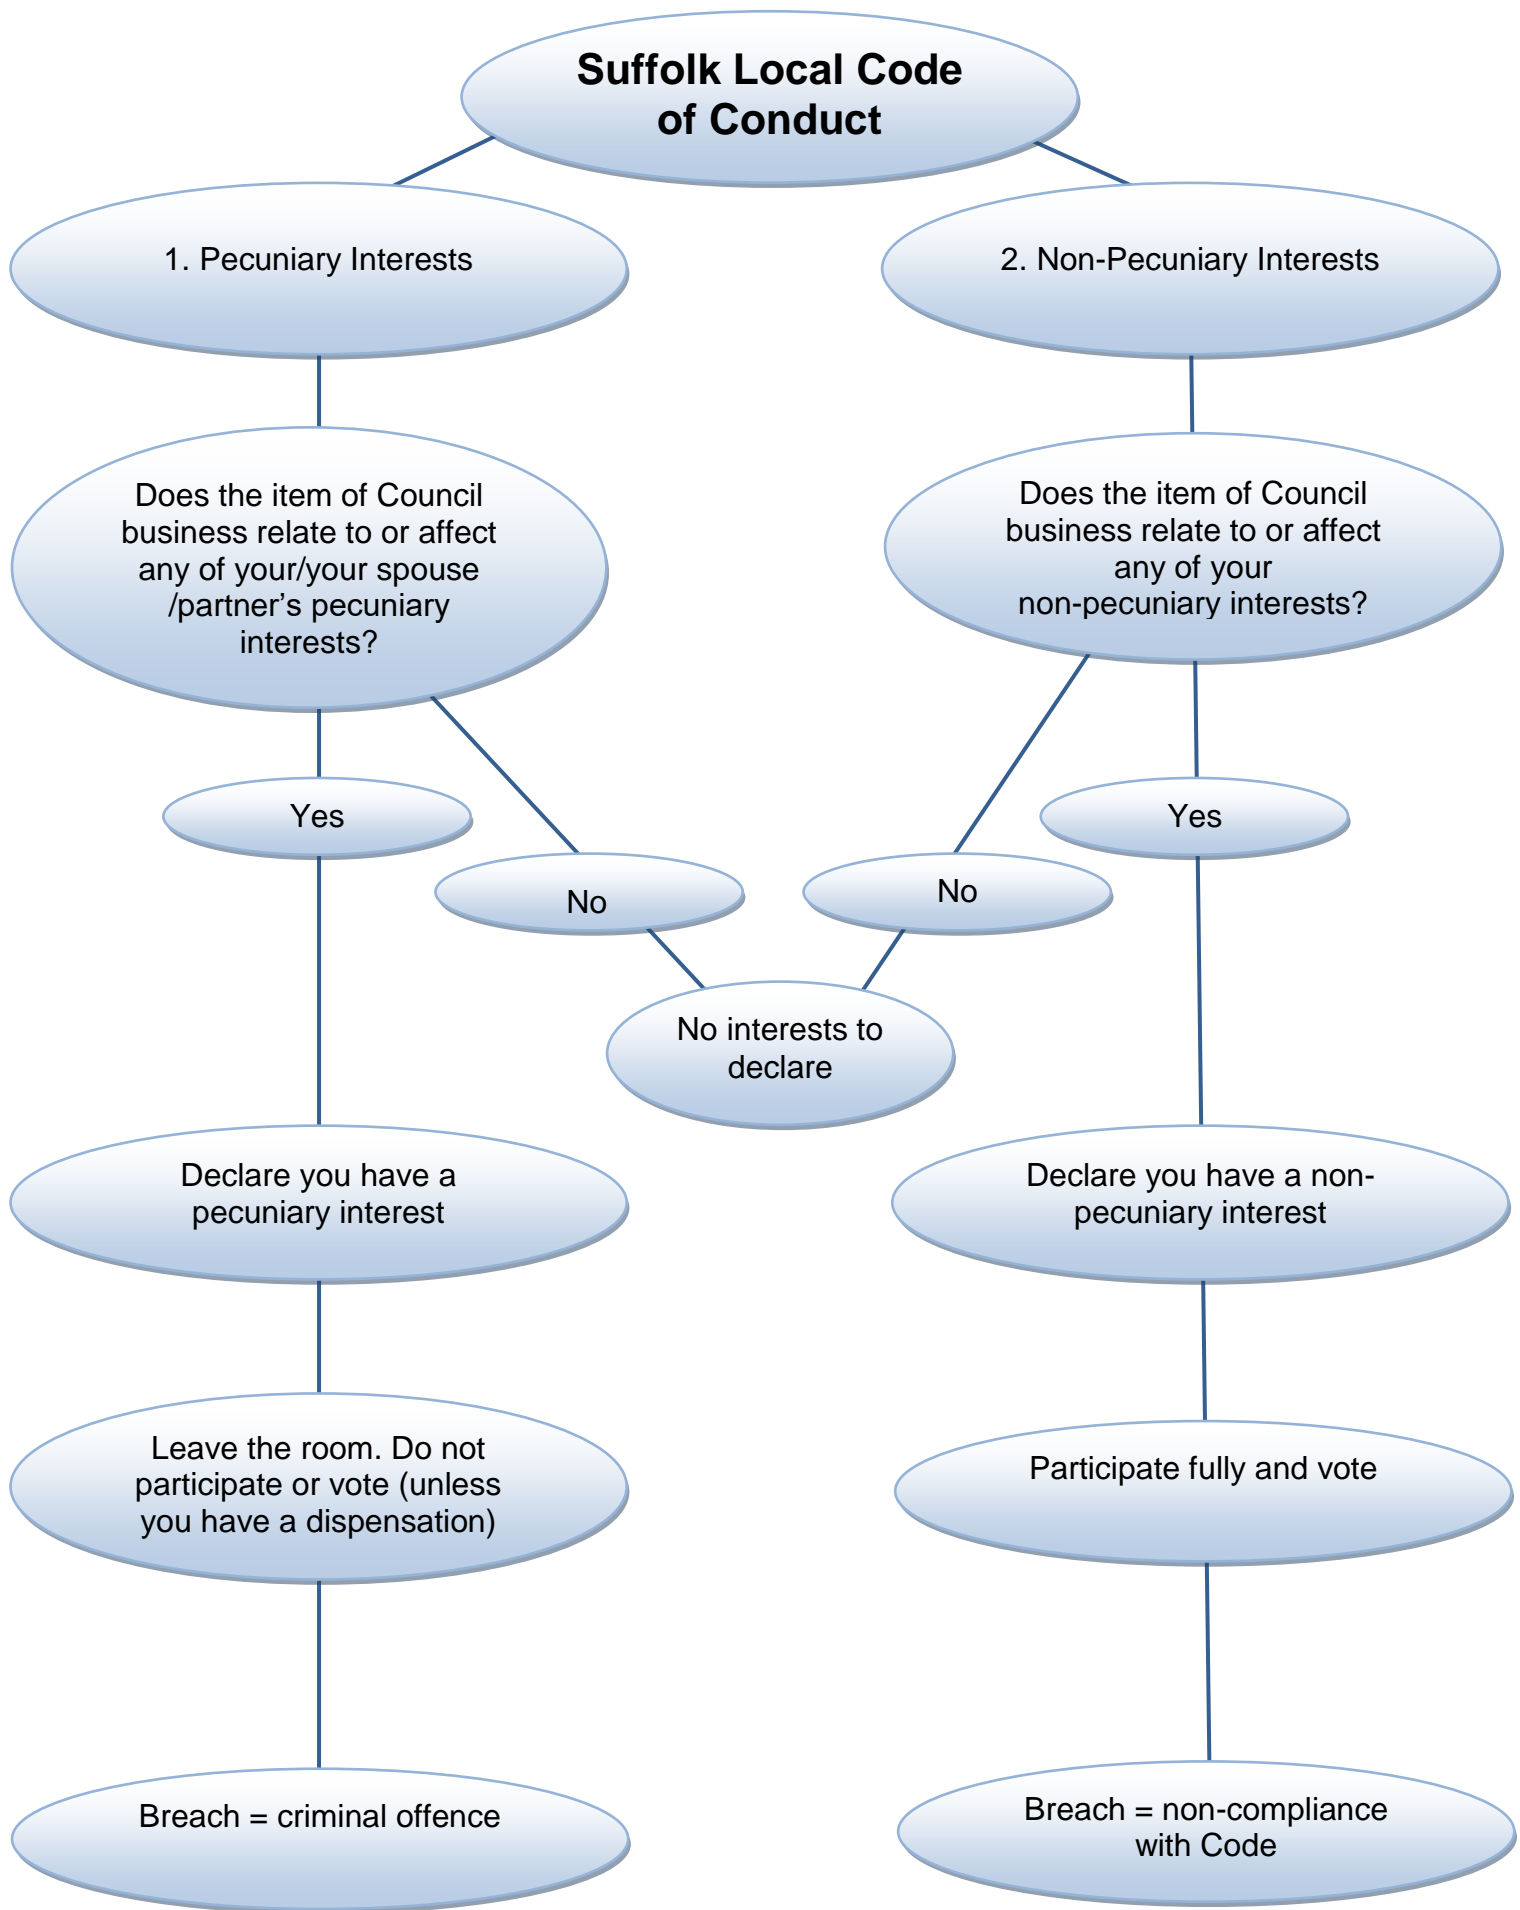 Suffolk Local Code
of Conduct
1. Pecuniary Interests
2. Non-Pecuniary Interests
Does the item of Council
business relate to or affect
any of your/your spouse
/partner’s pecuniary
interests?
Does the item of Council
business relate to or affect
any of your
non-pecuniary interests?
Yes
No
No
Yes
No interests to
declare
Declare you have a
pecuniary interest
Declare you have a non-
pecuniary interest
Leave the room. Do not
participate or vote (unless
you have a dispensation)
Participate fully and vote
Breach = criminal offence
Breach = non-compliance
with Code